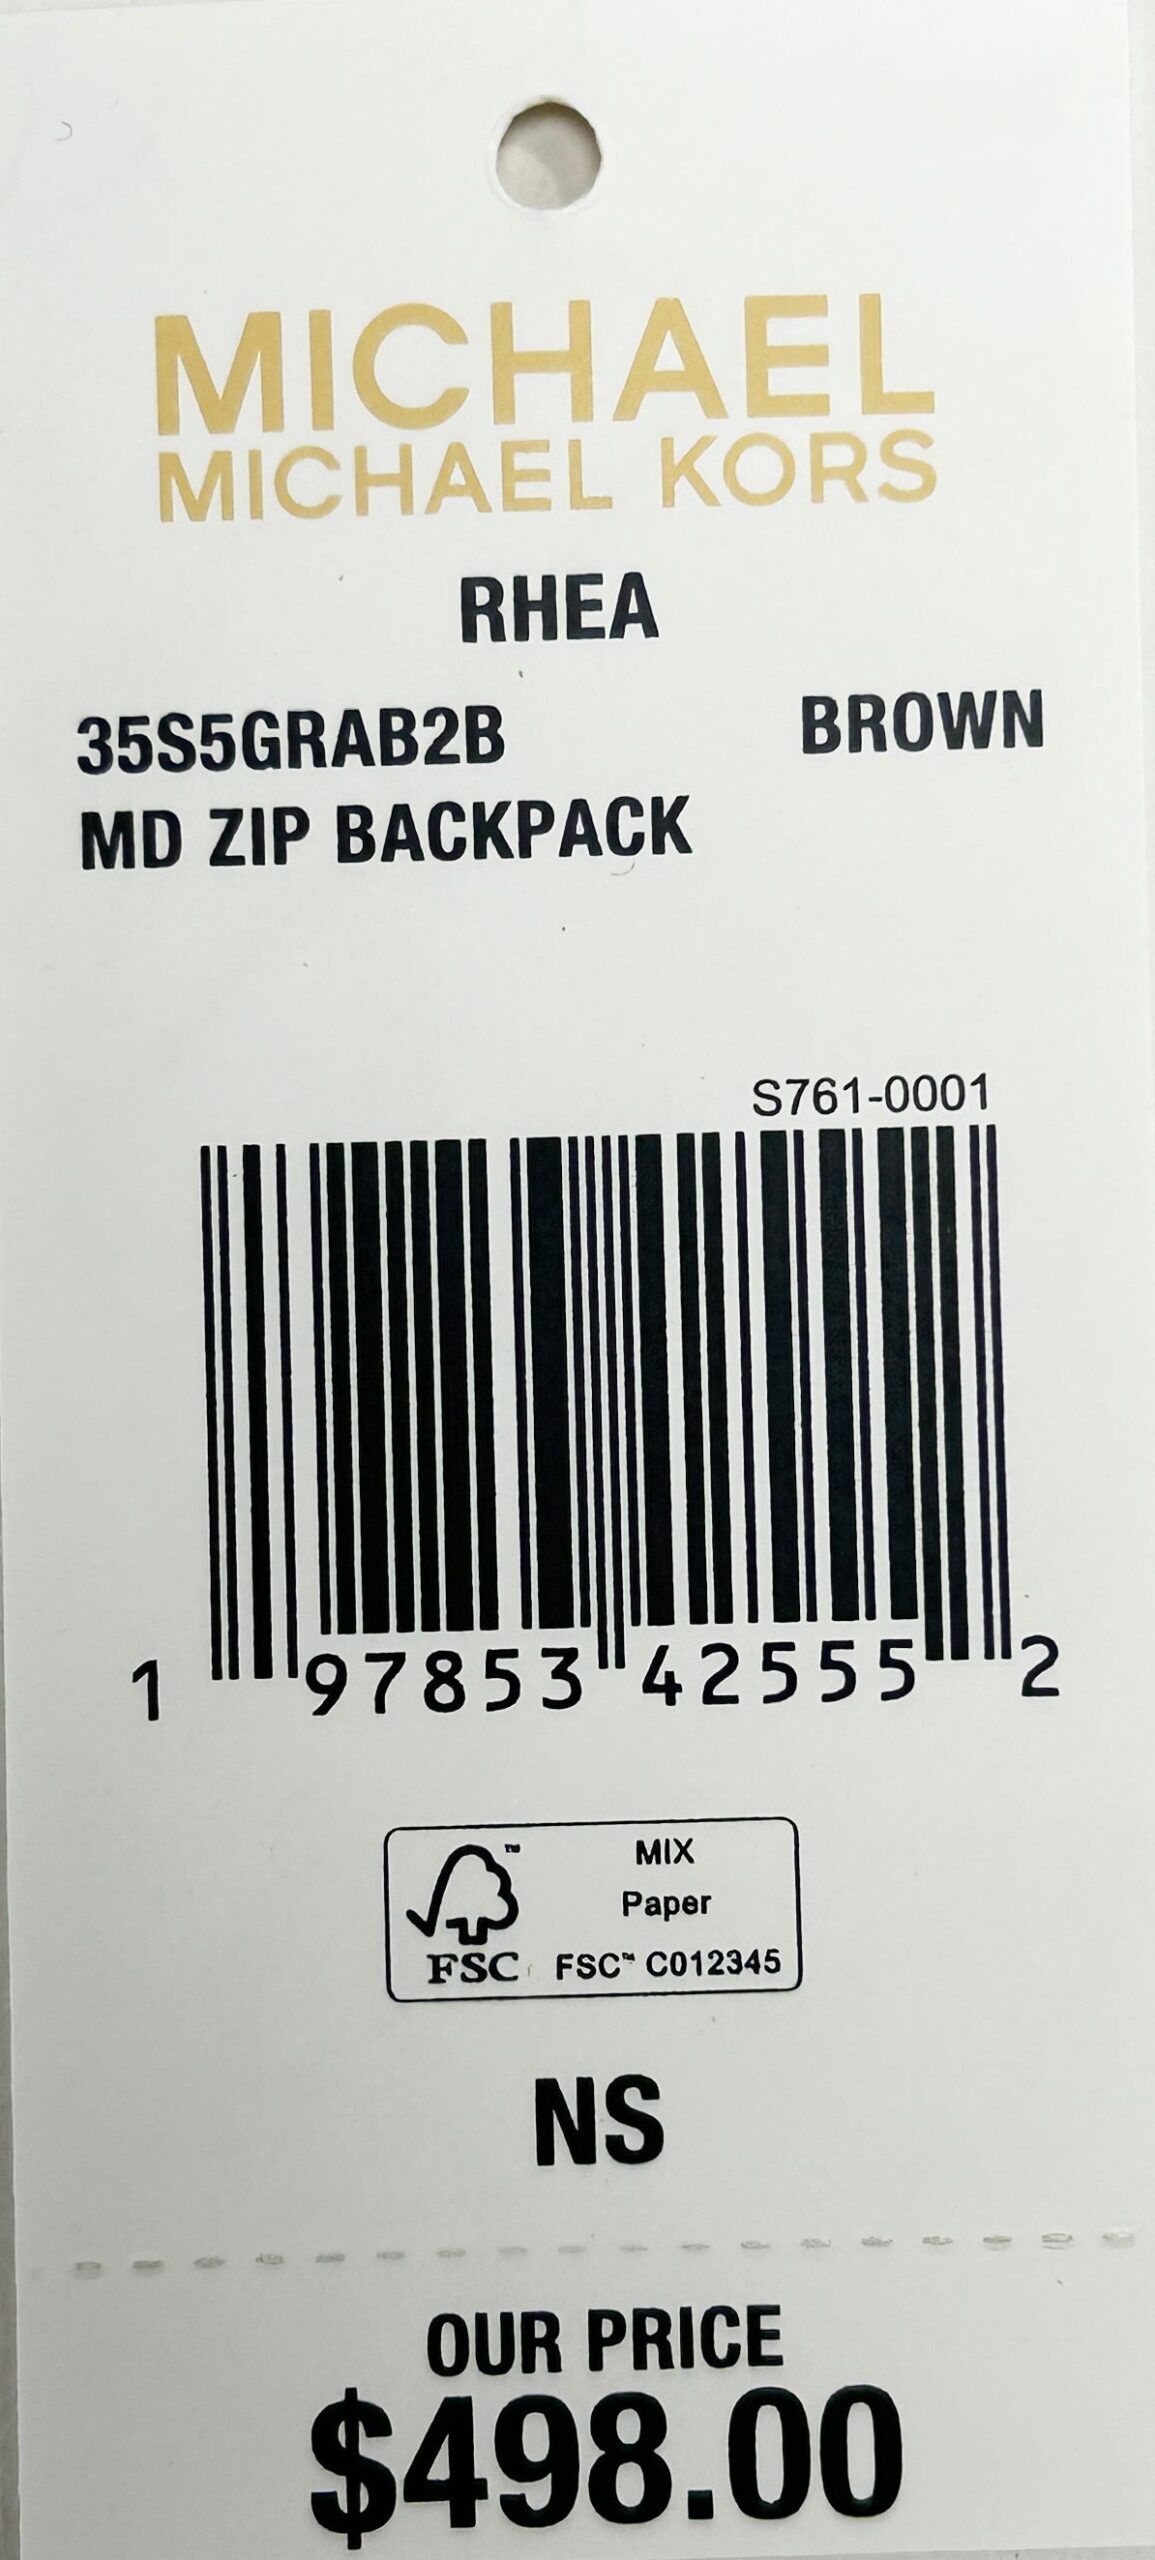 MICHAEL
MICHAEL KORS
RHEA
35S5GRAB2B BROWN
MD ZIP BACKPACK
S761-0001
1 97853 42555 2
MIX
Paper
FSC™ C012345
™
FSC
NS
OUR PRICE
$498.00